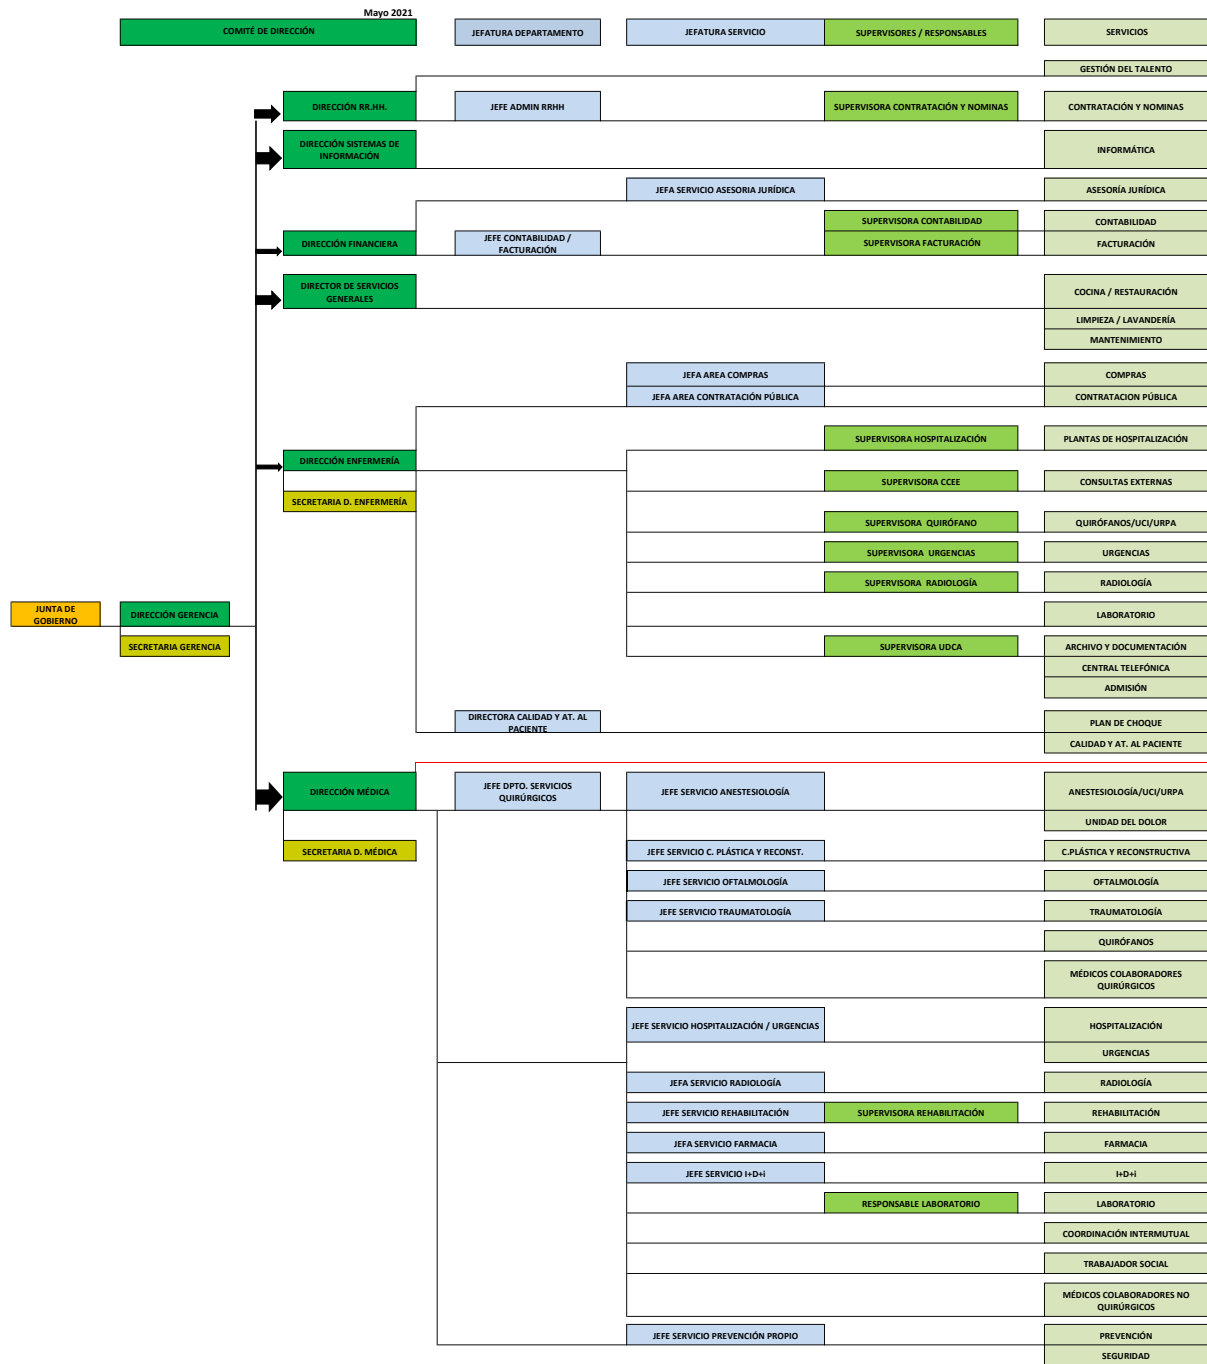 Mayo 2021
COMITÉ DE DIRECCIÓN
JEFATURA DEPARTAMENTO
JEFATURA SERVICIO
SUPERVISORES / RESPONSABLES
SERVICIOS
GESTIÓN DEL TALENTO
DIRECCIÓN RR.HH.
JEFE ADMIN RRHH
SUPERVISORA CONTRATACIÓN Y NOMINAS
CONTRATACIÓN Y NOMINAS
DIRECCIÓN SISTEMAS DE
INFORMACIÓN
INFORMÁTICA
JEFA SERVICIO ASESORIA JURÍDICA
ASESORÍA JURÍDICA
SUPERVISORA CONTABILIDAD
CONTABILIDAD
DIRECCIÓN FINANCIERA
JEFE CONTABILIDAD /
FACTURACIÓN
SUPERVISORA FACTURACIÓN
FACTURACIÓN
DIRECTOR DE SERVICIOS
GENERALES
COCINA / RESTAURACIÓN
LIMPIEZA / LAVANDERÍA
MANTENIMIENTO
JEFA AREA COMPRAS
COMPRAS
JEFA AREA CONTRATACIÓN PÚBLICA
CONTRATACION PÚBLICA
SUPERVISORA HOSPITALIZACIÓN
PLANTAS DE HOSPITALIZACIÓN
DIRECCIÓN ENFERMERÍA
SUPERVISORA CCEE
CONSULTAS EXTERNAS
SECRETARIA D. ENFERMERÍA
SUPERVISORA QUIRÓFANO
QUIRÓFANOS/UCI/URPA
SUPERVISORA URGENCIAS
URGENCIAS
SUPERVISORA RADIOLOGÍA
RADIOLOGÍA
JUNTA DE
GOBIERNO
DIRECCIÓN GERENCIA
LABORATORIO
SECRETARIA GERENCIA
SUPERVISORA UDCA
ARCHIVO Y DOCUMENTACIÓN
CENTRAL TELEFÓNICA
ADMISIÓN
DIRECTORA CALIDAD Y AT. AL
PACIENTE
PLAN DE CHOQUE
CALIDAD Y AT. AL PACIENTE
DIRECCIÓN MÉDICA
JEFE DPTO. SERVICIOS
QUIRÚRGICOS
JEFE SERVICIO ANESTESIOLOGÍA
ANESTESIOLOGÍA/UCI/URPA
UNIDAD DEL DOLOR
SECRETARIA D. MÉDICA
JEFE SERVICIO C. PLÁSTICA Y RECONST.
C.PLÁSTICA Y RECONSTRUCTIVA
JEFE SERVICIO OFTALMOLOGÍA
OFTALMOLOGÍA
JEFE SERVICIO TRAUMATOLOGÍA
TRAUMATOLOGÍA
QUIRÓFANOS
MÉDICOS COLABORADORES
QUIRÚRGICOS
JEFE SERVICIO HOSPITALIZACIÓN / URGENCIAS
HOSPITALIZACIÓN
URGENCIAS
JEFA SERVICIO RADIOLOGÍA
RADIOLOGÍA
JEFE SERVICIO REHABILITACIÓN
SUPERVISORA REHABILITACIÓN
REHABILITACIÓN
JEFA SERVICIO FARMACIA
FARMACIA
JEFE SERVICIO I+D+i
I+D+i
RESPONSABLE LABORATORIO
LABORATORIO
COORDINACIÓN INTERMUTUAL
TRABAJADOR SOCIAL
MÉDICOS COLABORADORES NO
QUIRÚRGICOS
JEFE SERVICIO PREVENCIÓN PROPIO
PREVENCIÓN
SEGURIDAD